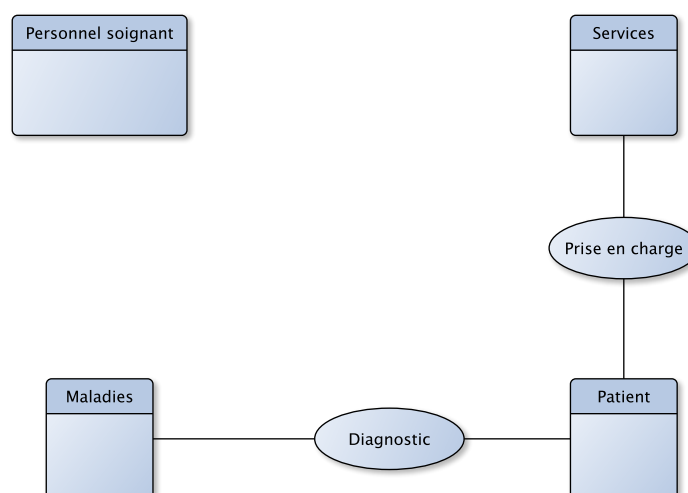 Personnel soignant
Services
Prise en charge
Maladies
Patient
Diagnostic